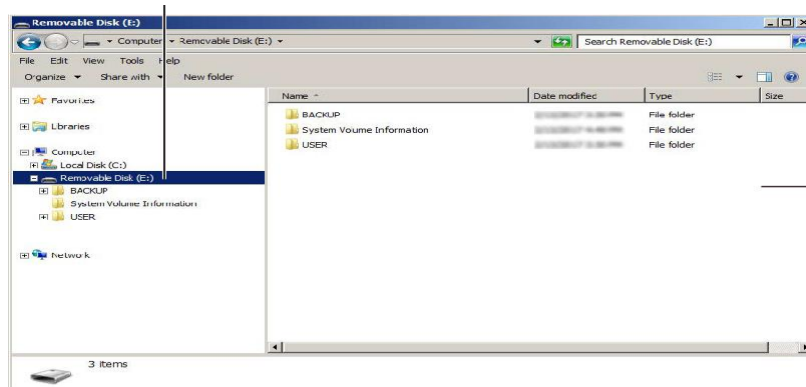 Removable Disk (E:)
Computer Removable Disk (E:)
Search Removable Disk (E:)
File Edit View Tools Help
Organize Share with New folder
Favorites
Libraries
Computer
Local Disk (C:)
Removable Disk (E:)
BACKUP
System Volume Information
USER
Network
Name Date modified Type Size
BACKUP File folder
System Voume Information File folder
USER File folder
3 items